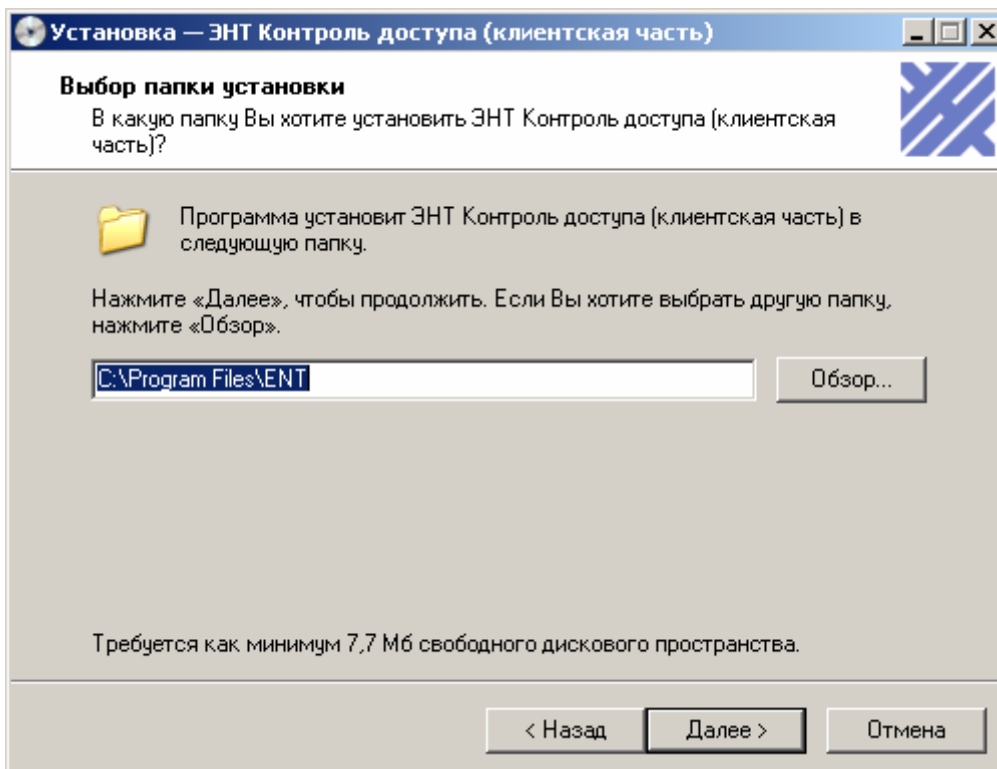 Установка — ЭНТ Контроль доступа (клиентская часть)
Выбор папки установки
В какую папку Вы хотите установить ЭНТ Контроль доступа (клиентская
часть)?
Программа установит ЭНТ Контроль доступа (клиентская часть) в
следующую папку.
Нажмите «Далее», чтобы продолжить. Если Вы хотите выбрать другую папку,
нажмите «Обзор».
C:\Program Files\ENT
Обзор...
Требуется как минимум 7,7 Мб свободного дискового пространства.
< Назад
Далее >
Отмена